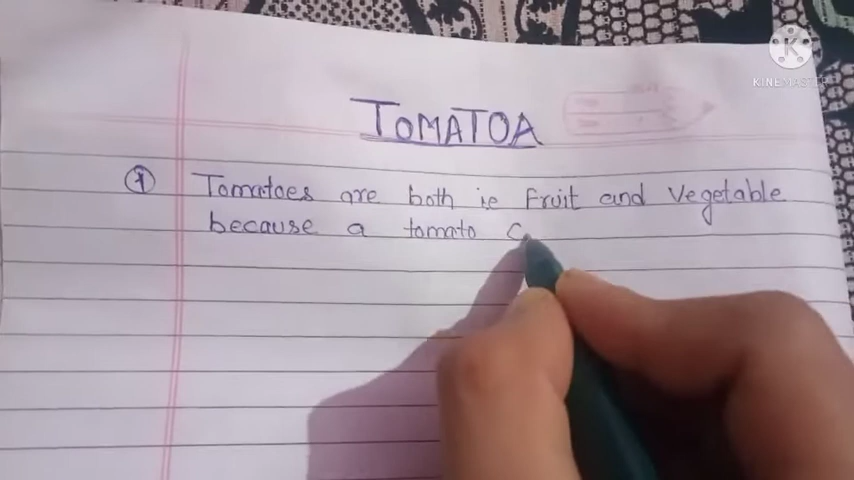 KINEMASTER
TOMATOA
1 Tomatoes are both ie Fruit and Vegetable
because a tomato c